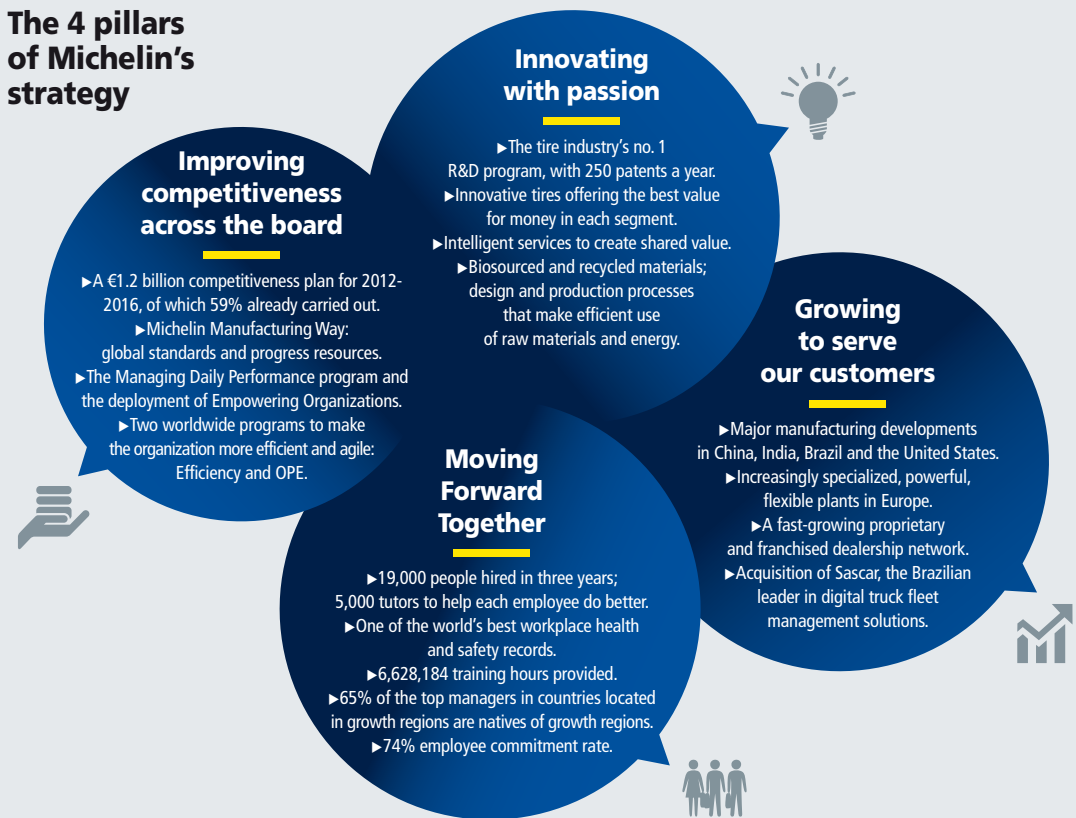 The 4 pillars
of Michelin's
strategy
Improving
competitiveness
across the board
▶A €1.2 billion competitiveness plan for 2012-
2016, of which 59% already carried out.
▶Michelin Manufacturing Way:
global standards and progress resources.
▶The Managing Daily Performance program and
the deployment of Empowering Organizations.
▶Two worldwide programs to make
the organization more efficient and agile:
Efficiency and OPE.
Innovating
with passion
▶The tire industry's no. 1
R&D program, with 250 patents a year.
▶Innovative tires offering the best value
for money in each segment.
▶Intelligent services to create shared value.
▶Biosourced and recycled materials;
design and production processes
that make efficient use
of raw materials and energy.
Growing
to serve
our customers
▶Major manufacturing developments
in China, India, Brazil and the United States.
▶Increasingly specialized, powerful,
flexible plants in Europe.
▶A fast-growing proprietary
and franchised dealership network.
▶Acquisition of Sascar, the Brazilian
leader in digital truck fleet
management solutions.
Moving
Forward
Together
▶19,000 people hired in three years;
5,000 tutors to help each employee do better.
▶One of the world's best workplace health
and safety records.
▶6,628,184 training hours provided.
▶65% of the top managers in countries located
in growth regions are natives of growth regions.
▶74% employee commitment rate.